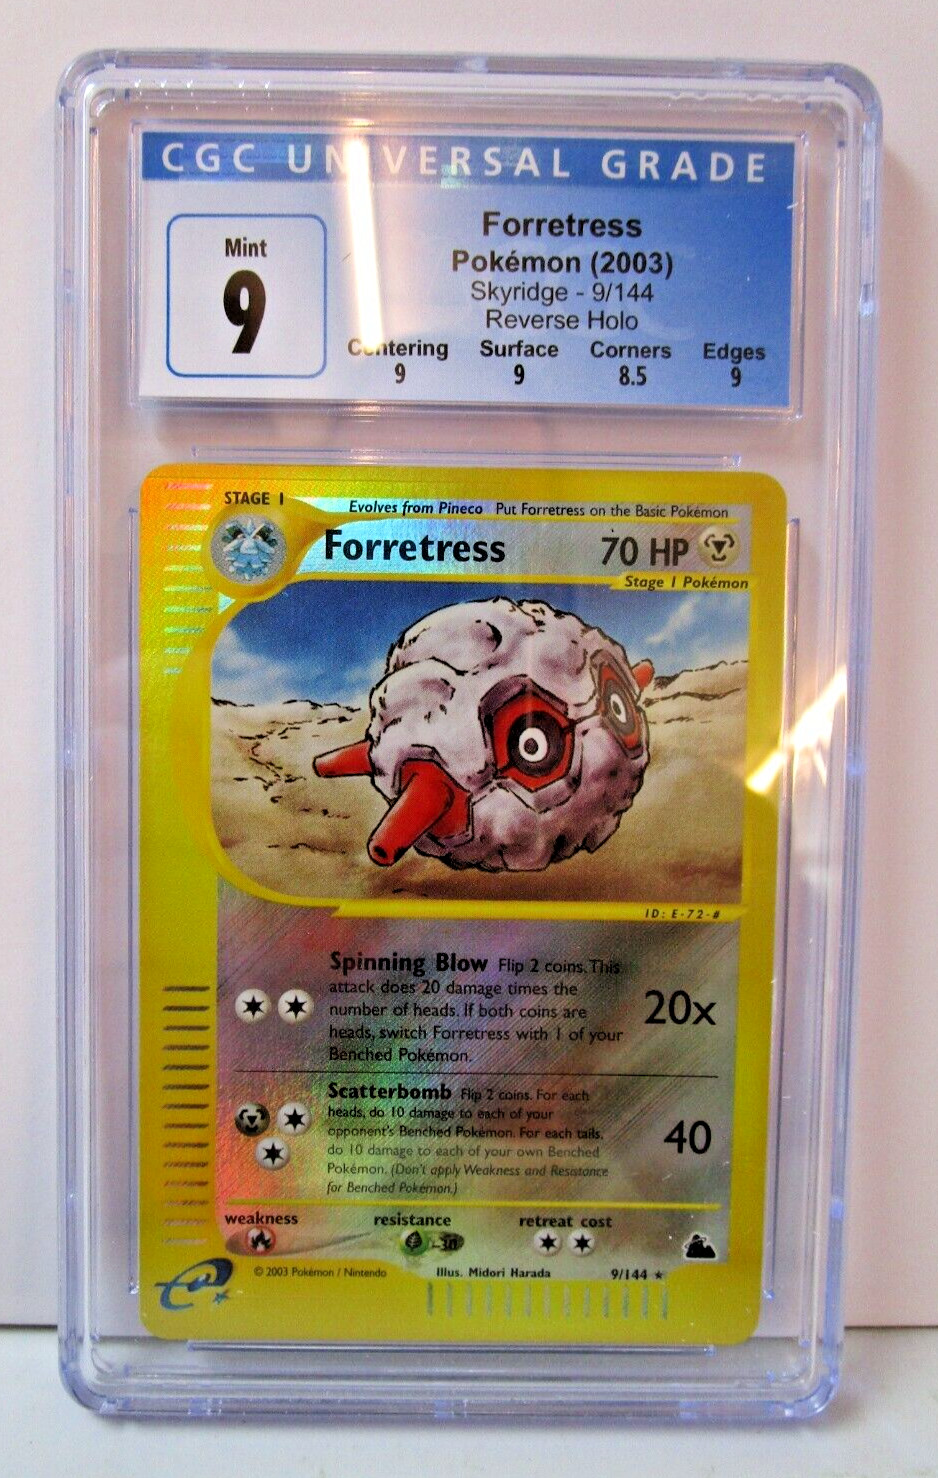 CGC UNIVERSAL GRADE
Mint
9
Forretress
Pokémon (2003)
Skyridge - 9/144
Reverse Holo
Centering Surface Corners Edges
9 9 8.5 9
STAGE 1
Evolves from Pineco Put Forretress on the Basic Pokémon
Forretress 70 HP
Stage 1 Pokémon
ID: E-72-#
Spinning Blow Flip 2 coins. This
attack does 20 damage times the
number of heads. If both coins are
heads, switch Forretress with 1 of your
Benched Pokémon.
20x
Scatterbomb Flip 2 coins. For each
heads, do 10 damage to each of your
opponent's Benched Pokémon. For each tails,
do 10 damage to each of your own Benched
Pokémon. (Don't apply Weakness and Resistance
for Benched Pokémon.)
40
weakness resistance retreat cost
-30
© 2003 Pokémon / Nintendo Illus. Midori Harada 9/144 ★
e